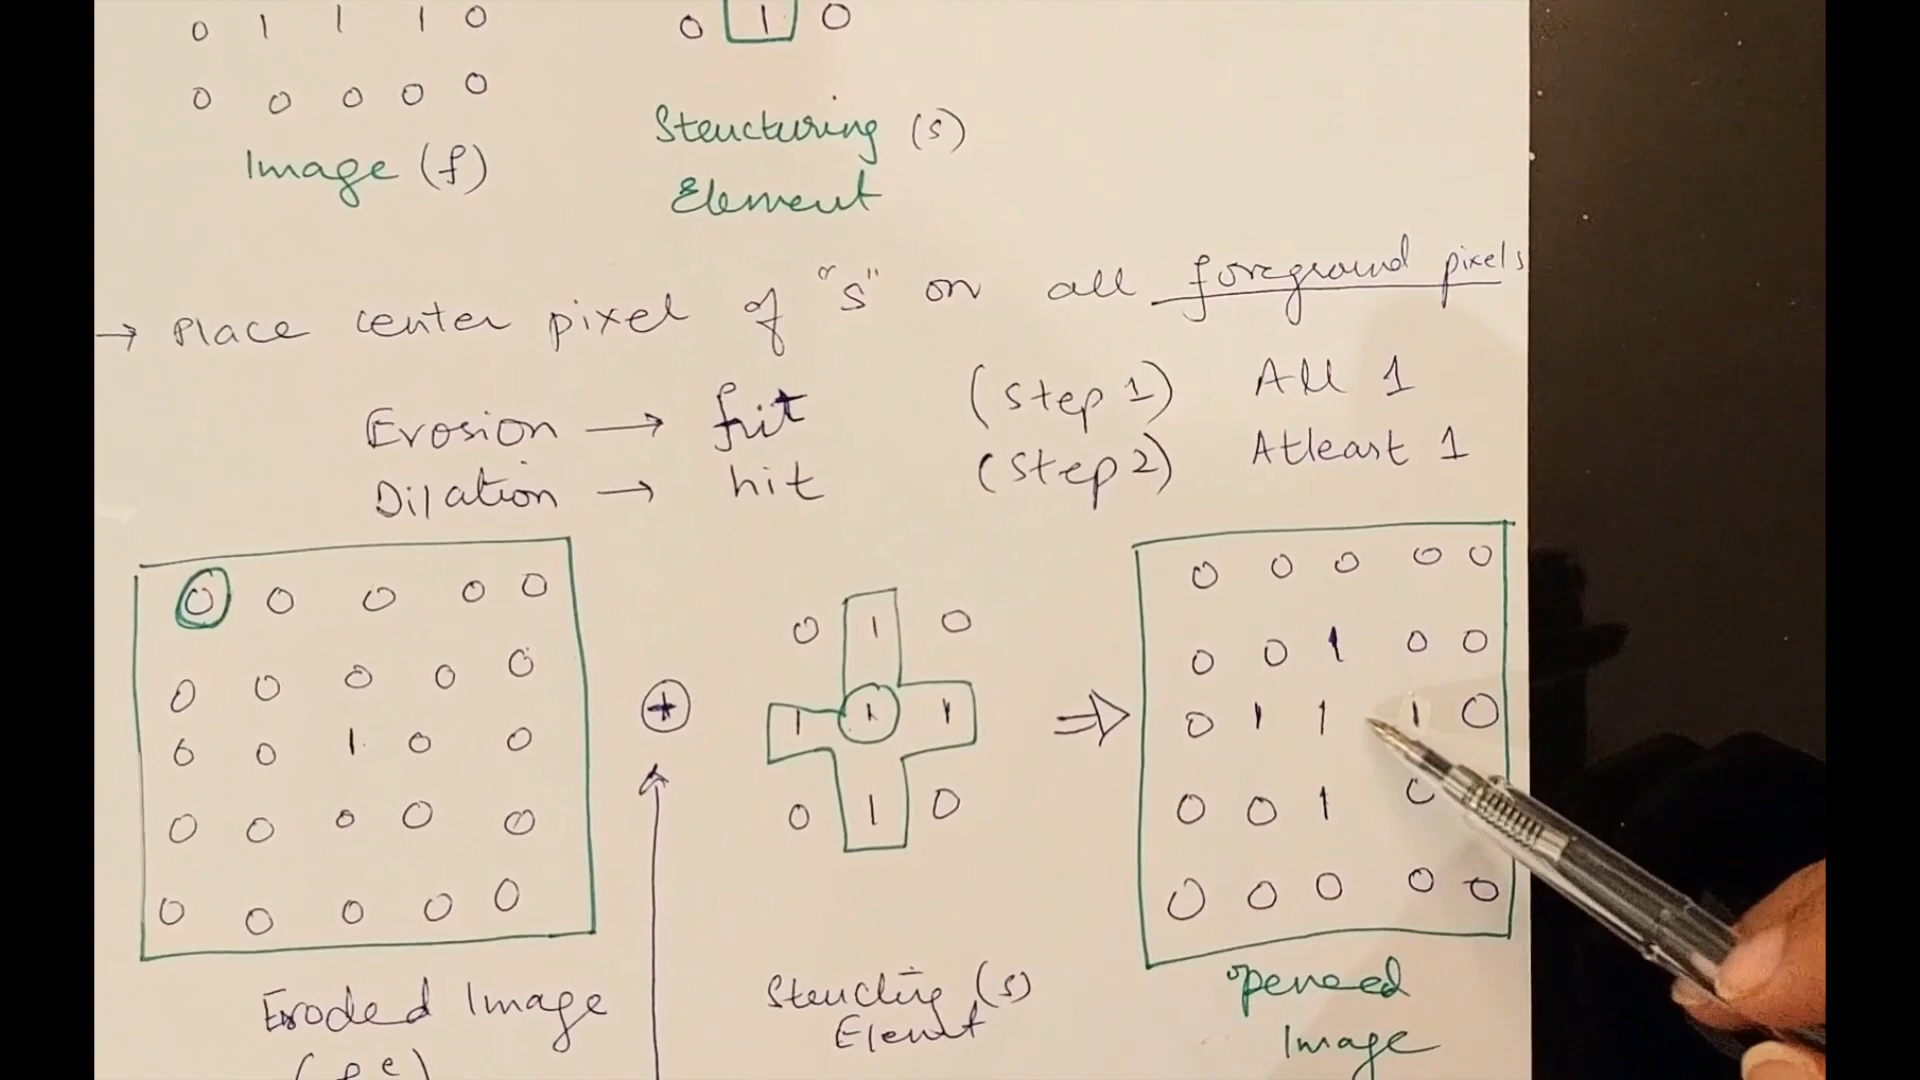 0 1 1 1 0
0 1 0
0 0 0 0 0
Image (f)
Structuring (s)
Element
→ Place center pixel of "s" on all foreground pixels
Erosion → fit (Step 1) All 1
Dilation → hit (Step 2) Atleast 1
0 0 0 0 0
0 0 0 0 0
0 0 1 0 0
0 0 0 0 0
0 0 0 0 0
Eroded Image
+
0 1 0
1 1 1
0 1 0
Structing (s)
Elemt
⇒
0 0 0 0 0
0 0 1 0 0
0 1 1 1 0
0 0 1 0
0 0 0 0 0
Opened
Image